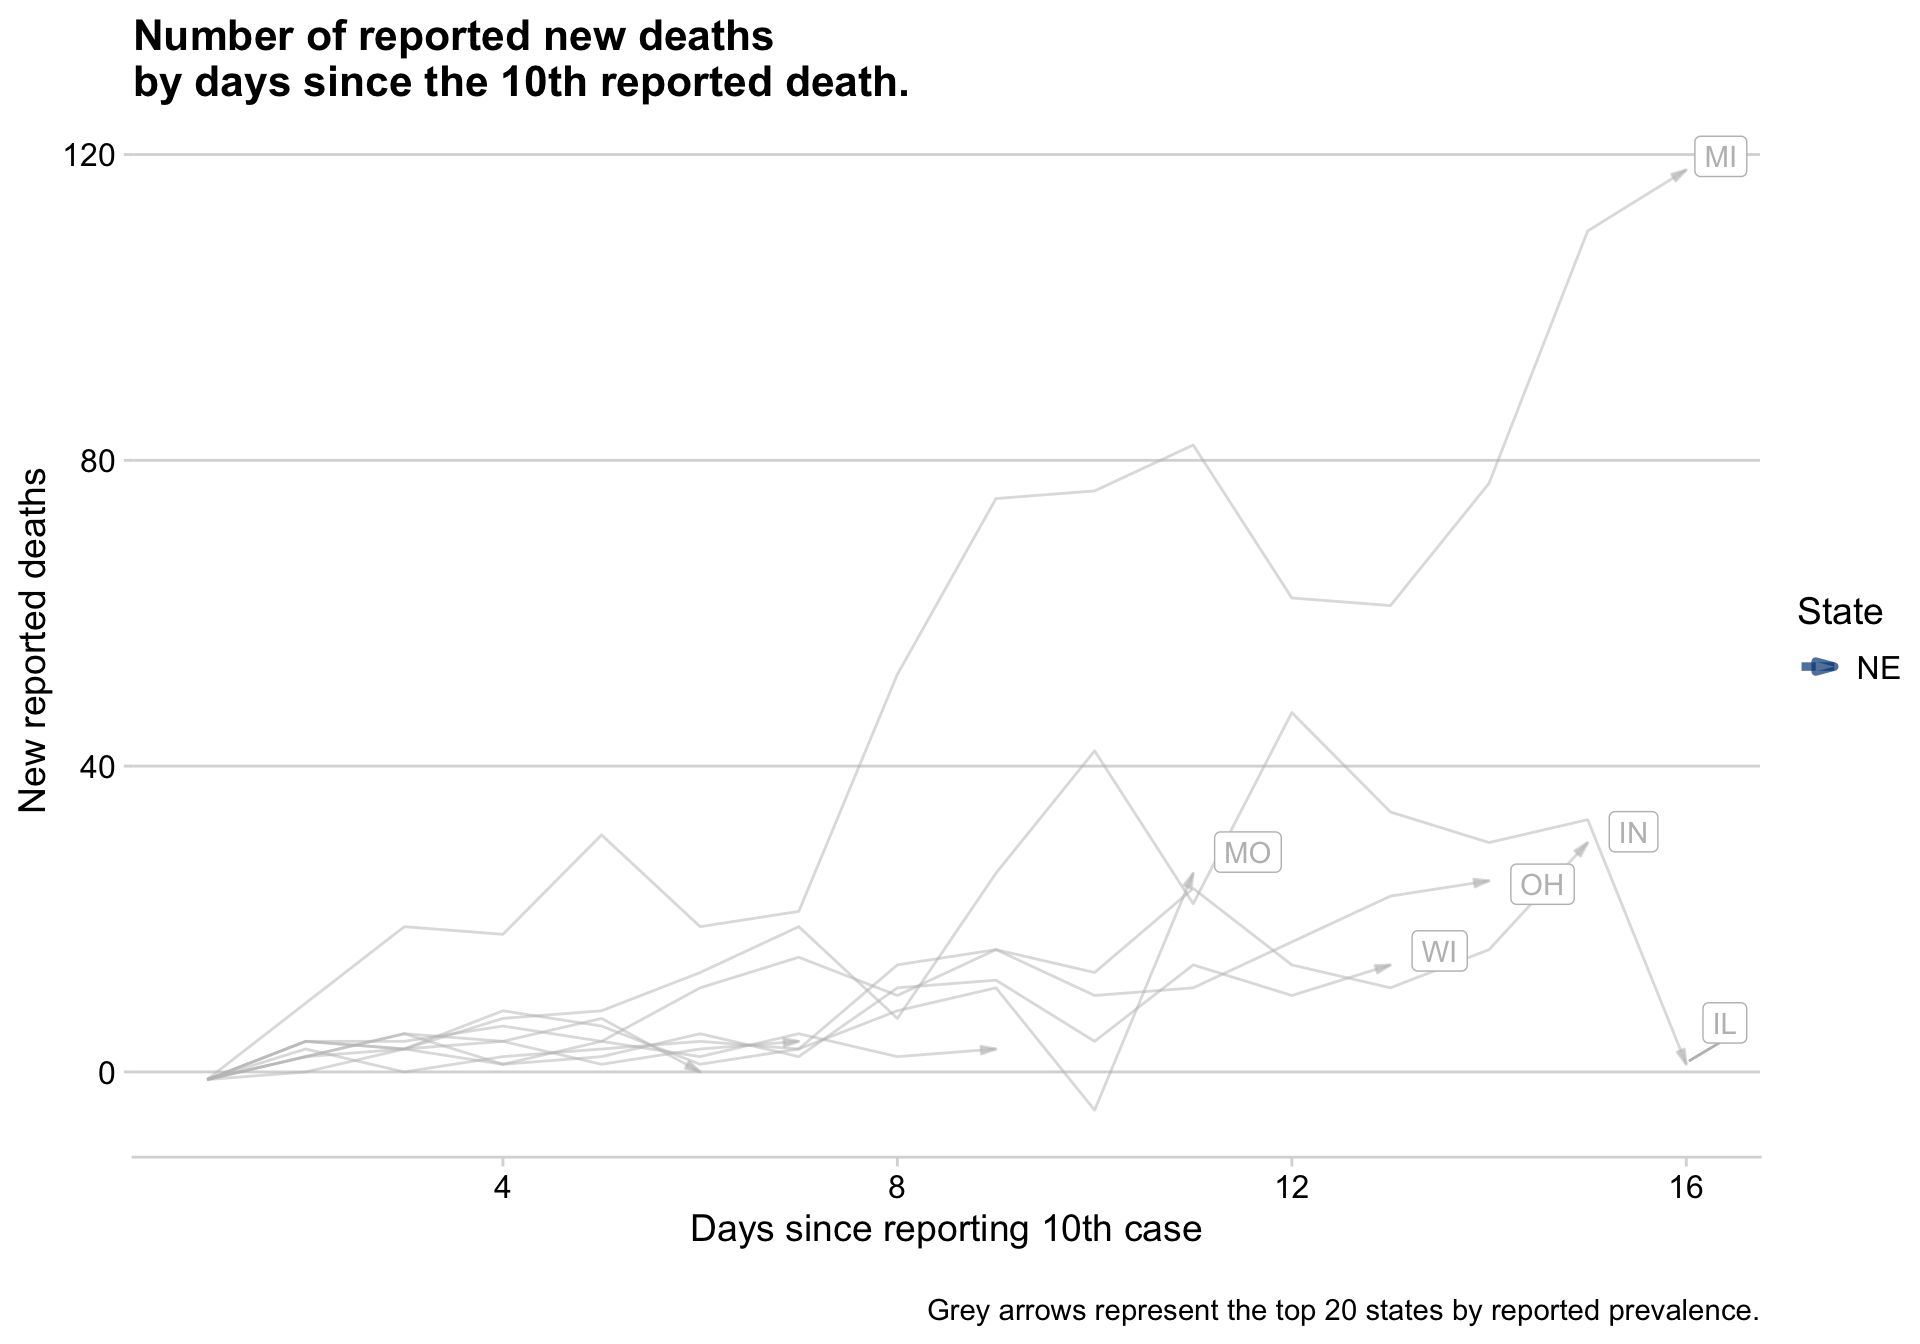 Number of reported new deaths
by days since the 10th reported death.
120
80
40
0
New reported deaths
MI
MO
IN
OH
WI
IL
State
NE
4 8 12 16
Days since reporting 10th case
Grey arrows represent the top 20 states by reported prevalence.